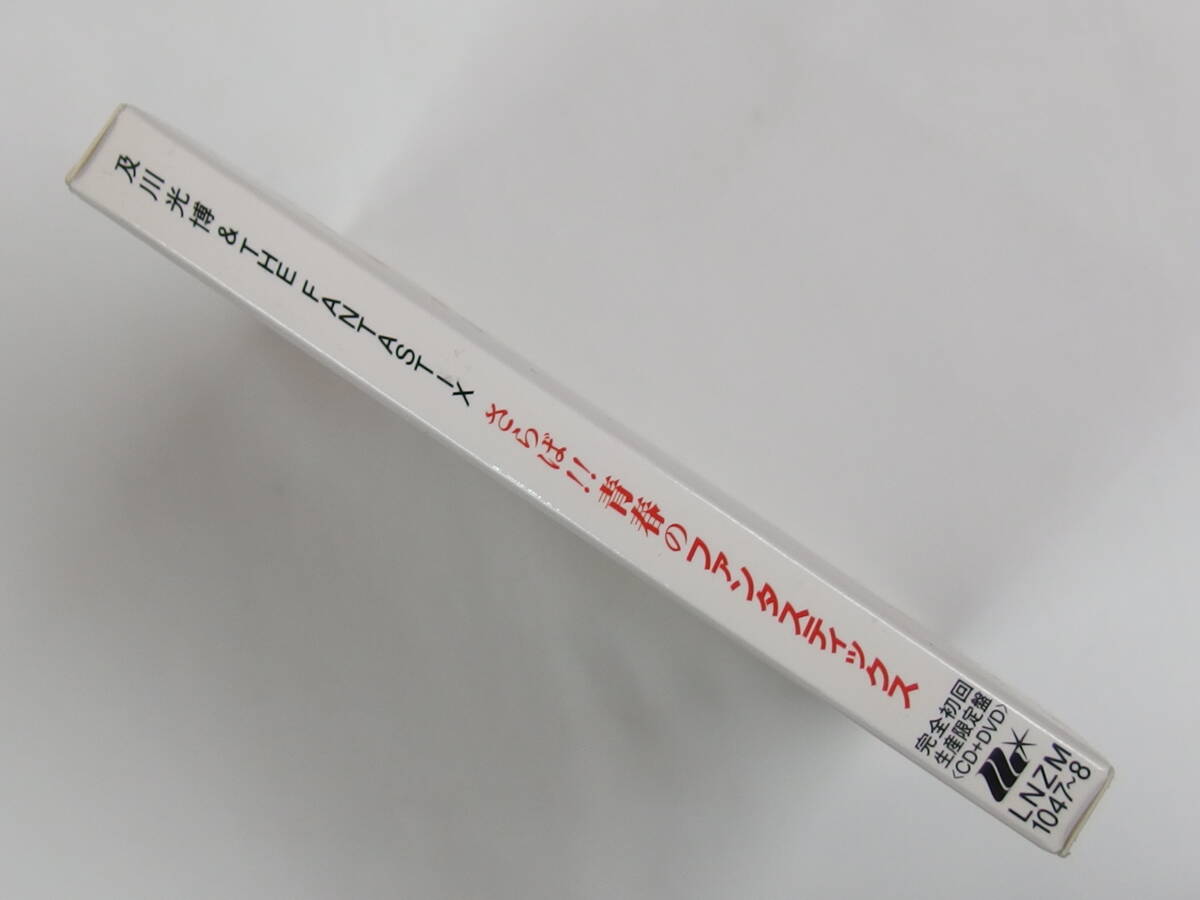 及川光博&THE FANTASTIX
さらば!!青春のファンタスティックス
完全初回
生産限定盤
〈CD+DVD〉
LNZM
1047~8